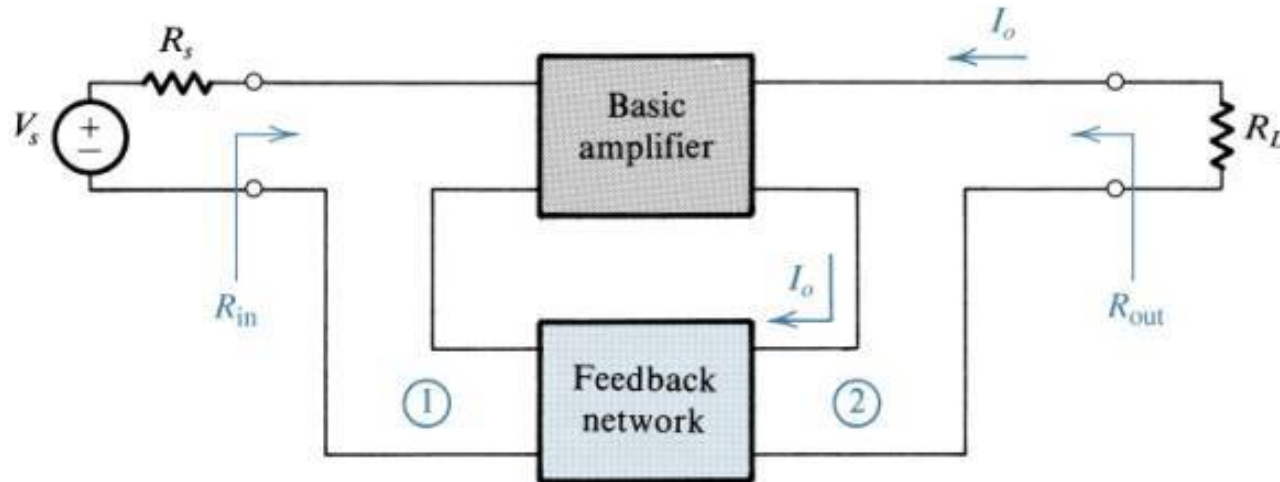 I_o
R_s
V_s
+
−
Basic
amplifier
R_L
I_o
R_in
R_out
Feedback
network
1
2